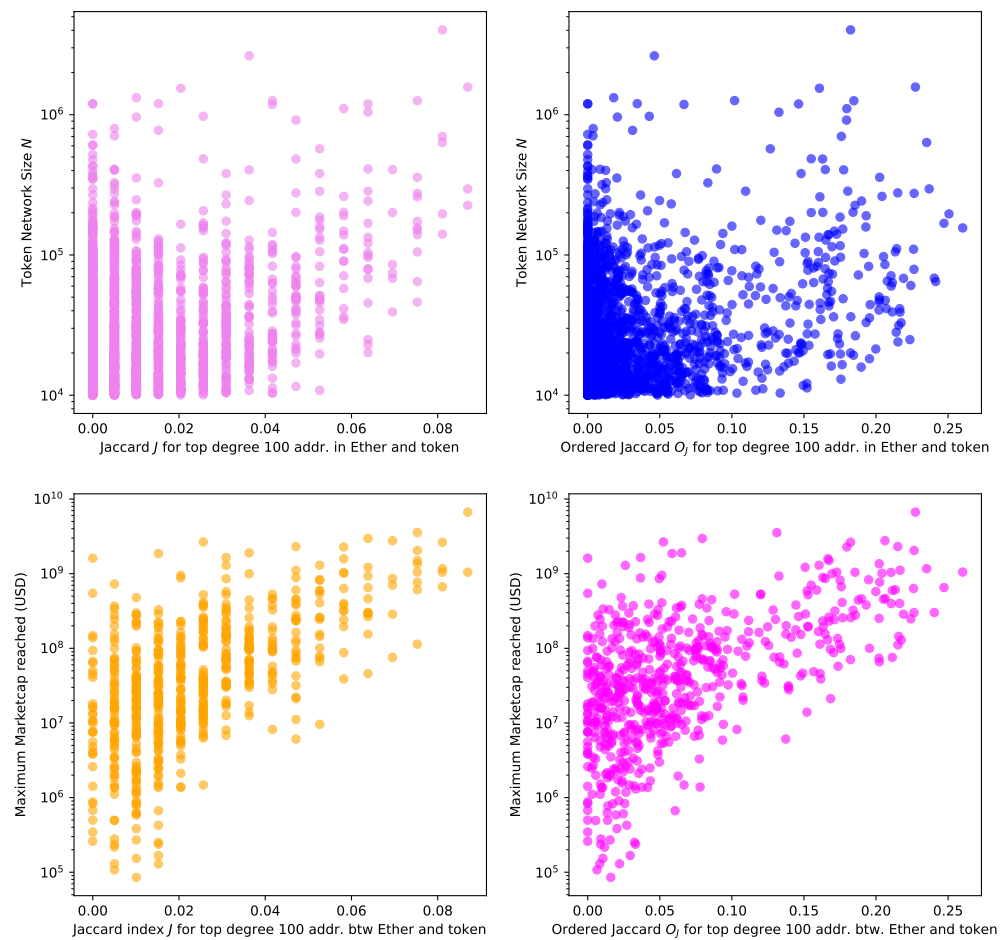 Token Network Size N
10^6
10^5
10^4
0.00 0.02 0.04 0.06 0.08
Jaccard J for top degree 100 addr. in Ether and token
Token Network Size N
10^6
10^5
10^4
0.00 0.05 0.10 0.15 0.20 0.25
Ordered Jaccard O_J for top degree 100 addr. in Ether and token
Maximum Marketcap reached (USD)
10^10
10^9
10^8
10^7
10^6
10^5
0.00 0.02 0.04 0.06 0.08
Jaccard index J for top degree 100 addr. btw Ether and token
Maximum Marketcap reached (USD)
10^10
10^9
10^8
10^7
10^6
10^5
0.00 0.05 0.10 0.15 0.20 0.25
Ordered Jaccard O_J for top degree 100 addr. btw. Ether and token